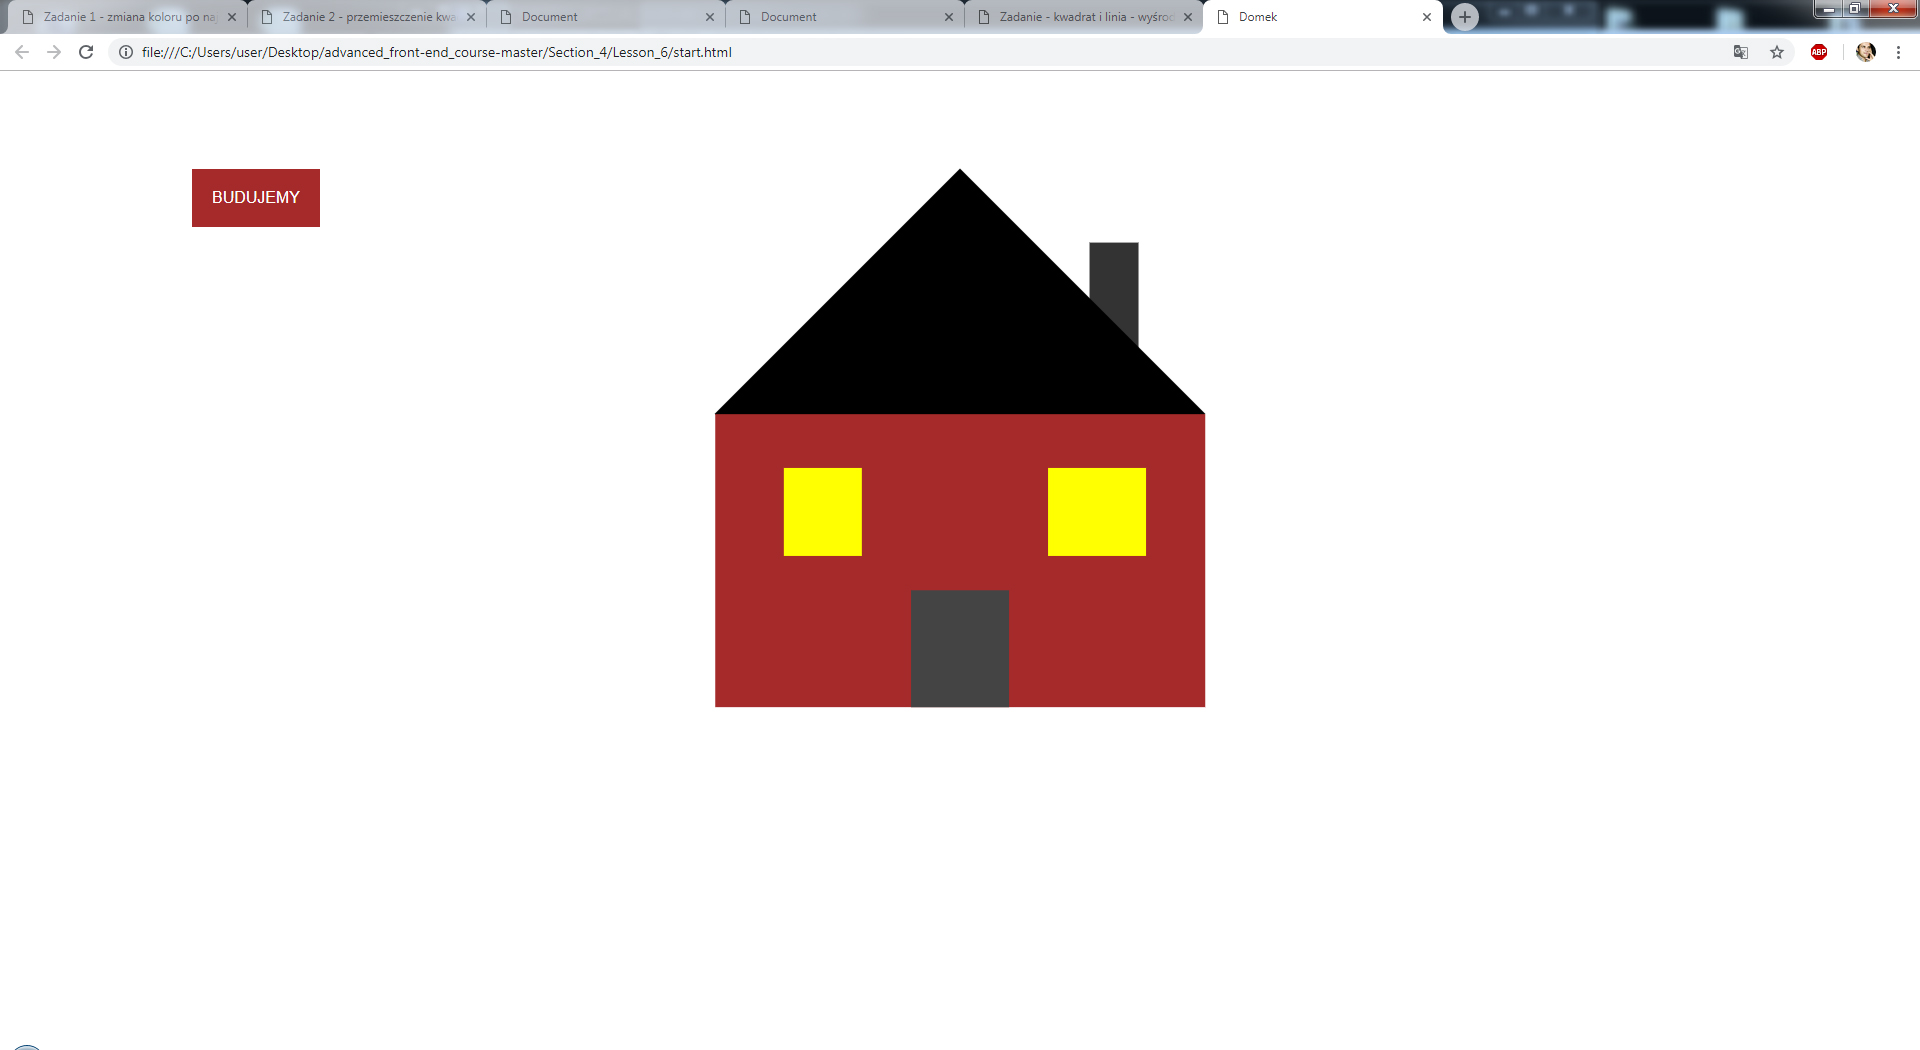 Zadanie 1 - zmiana koloru po na
Zadanie 2 - przemieszczenie kwa
Document
Document
Zadanie - kwadrat i linia - wyśroc
Domek
file:///C:/Users/user/Desktop/advanced_front-end_course-master/Section_4/Lesson_6/start.html
ABP
BUDUJEMY